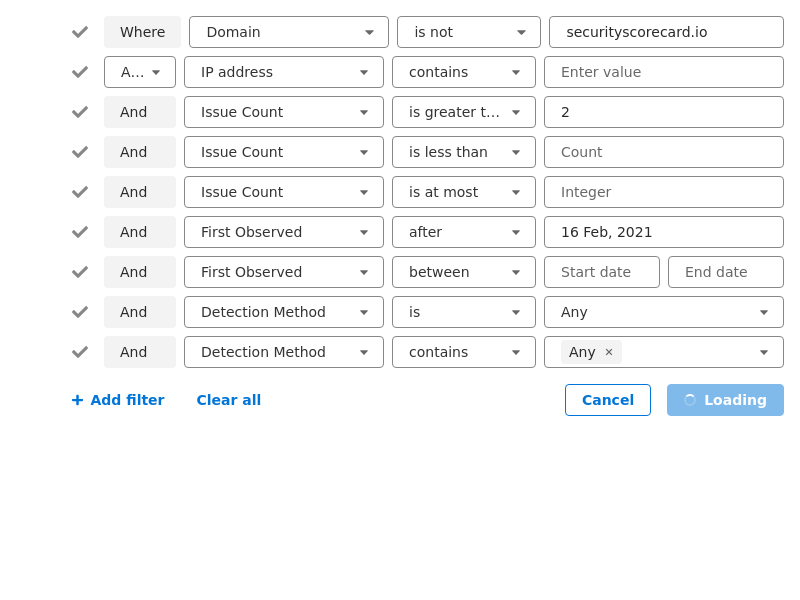 Where Domain is not securityscorecard.io
A... IP address contains Enter value
And Issue Count is greater t... 2
And Issue Count is less than Count
And Issue Count is at most Integer
And First Observed after 16 Feb, 2021
And First Observed between Start date End date
And Detection Method is Any
And Detection Method contains Any ×
+ Add filter Clear all Cancel Loading